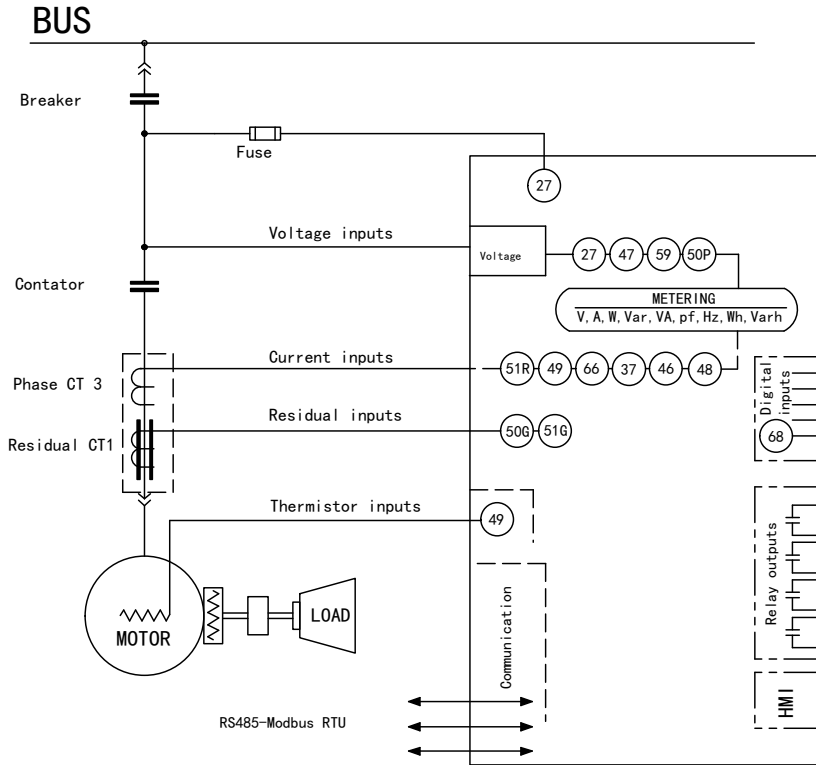 BUS
Breaker
Fuse
27
Voltage inputs
Voltage
27 47 59 50P
Contator
METERING
V, A, W, Var, VA, pf, Hz, Wh, Varh
Phase CT 3
Current inputs
51R 49 66 37 46 48
Digital
inputs
68
Residual inputs
Residual CT1
50G 51G
Thermistor inputs
49
Relay outputs
MOTOR
LOAD
Communication
HMI
RS485-Modbus RTU